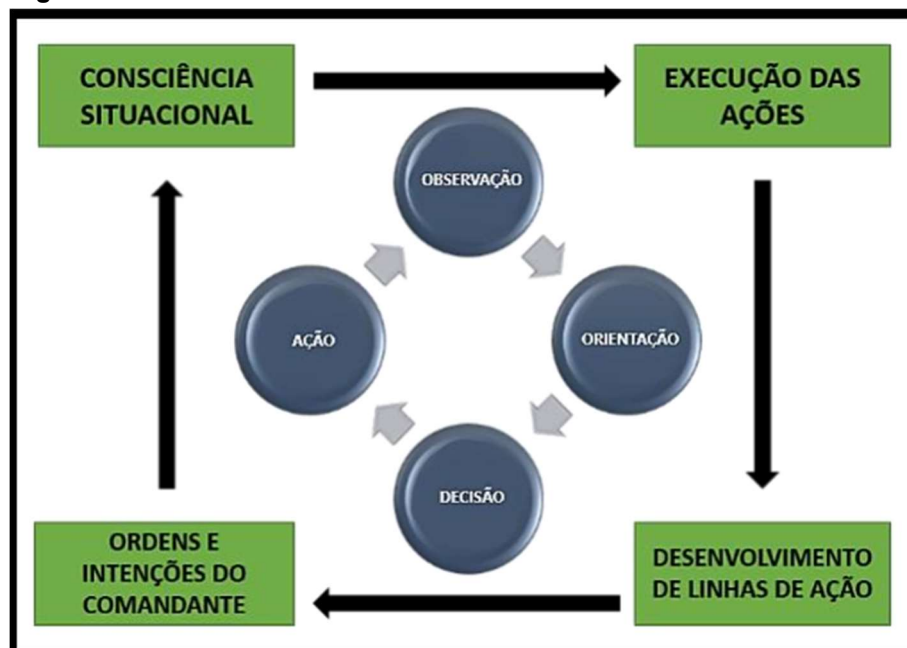 CONSCIÊNCIA
SITUACIONAL
EXECUÇÃO DAS
AÇÕES
OBSERVAÇÃO
AÇÃO
ORIENTAÇÃO
DECISÃO
ORDENS E
INTENÇÕES DO
COMANDANTE
DESENVOLVIMENTO
DE LINHAS DE AÇÃO